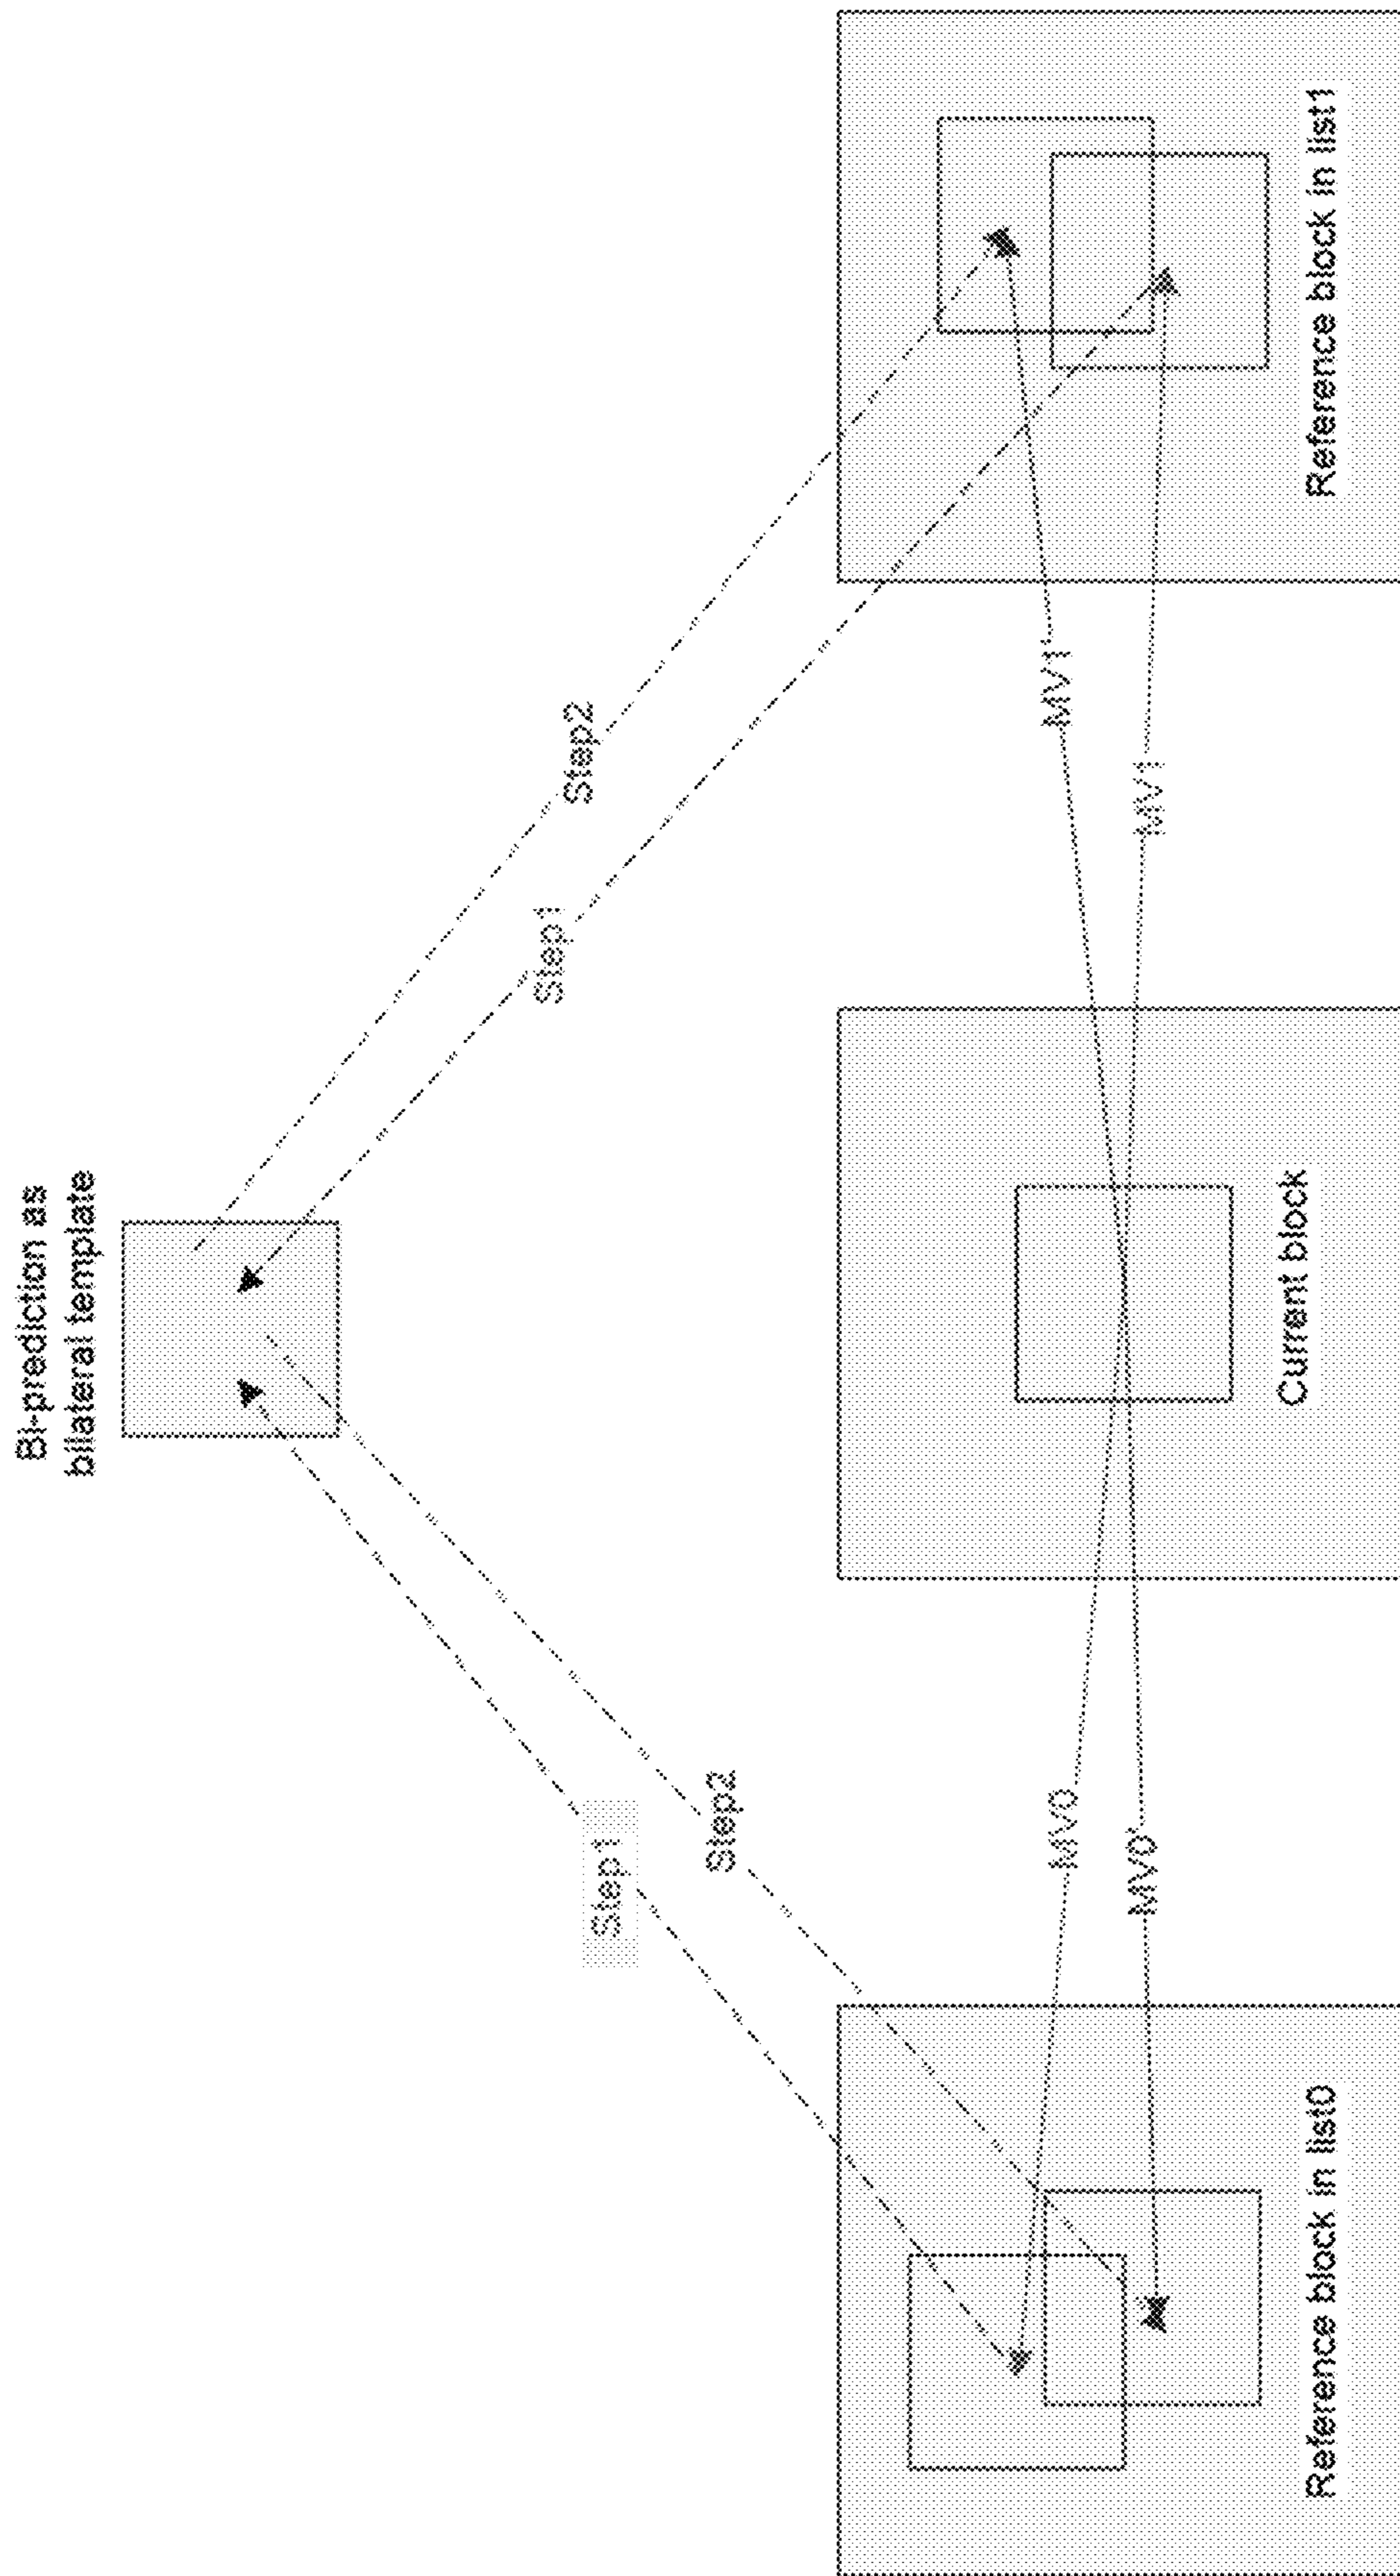 Bi-prediction as
bilateral template
Step1
Step2
Step2
Step1
MV0
MV0'
MV1'
MV1
Reference block in list0
Current block
Reference block in list1